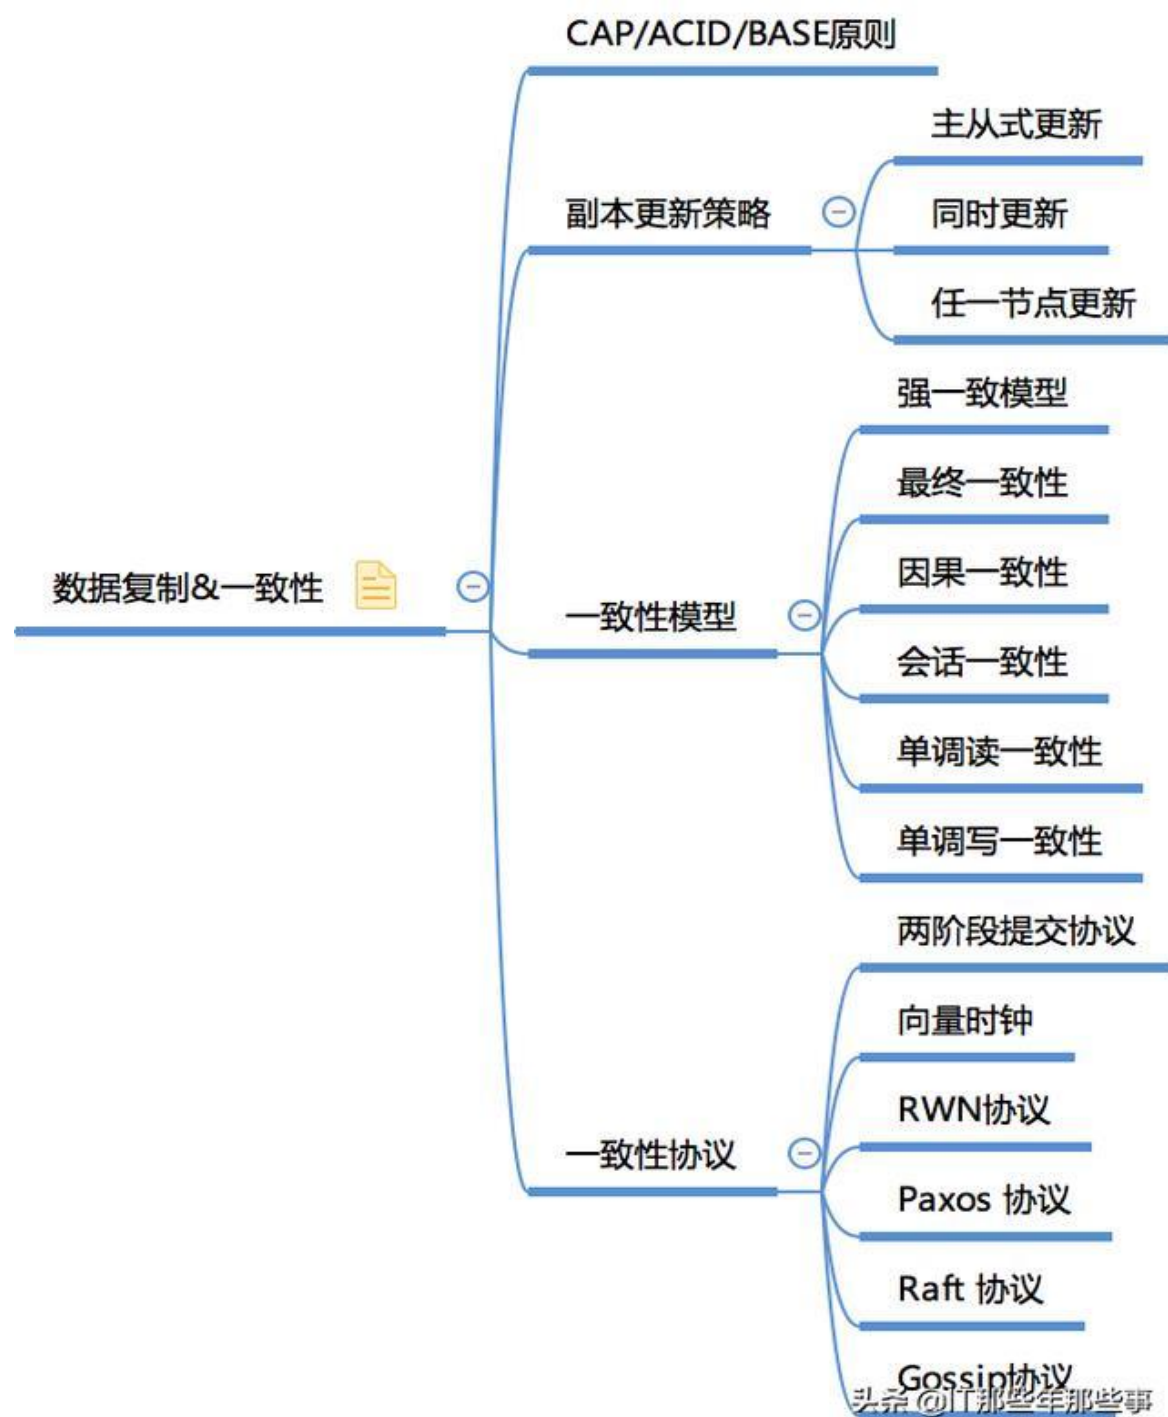 CAP/ACID/BASE原则
主从式更新
副本更新策略
同时更新
任一节点更新
强一致模型
最终一致性
因果一致性
数据复制&一致性
一致性模型
会话一致性
单调读一致性
单调写一致性
两阶段提交协议
向量时钟
RWN协议
一致性协议
Paxos 协议
Raft 协议
Gossip协议
头条 @IT那些年那些事